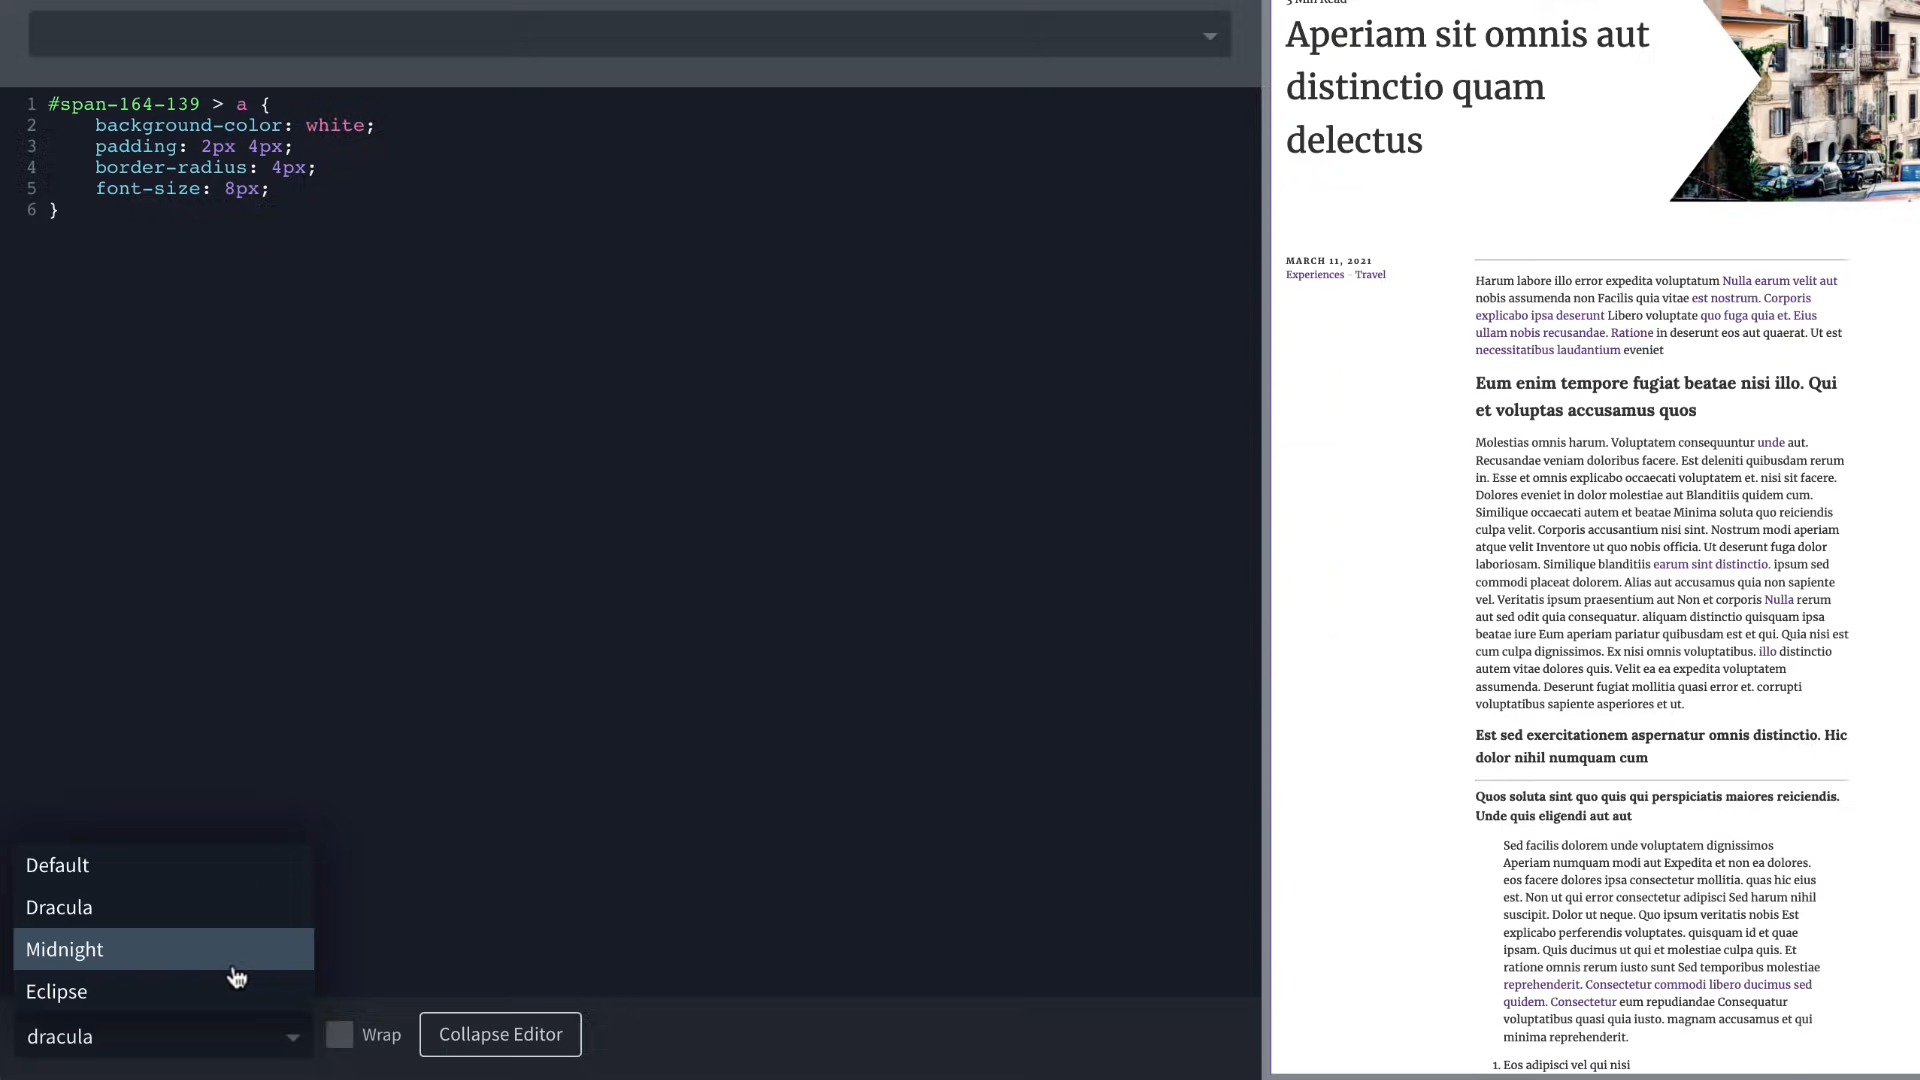 1 #span-164-139 > a {
2 background-color: white;
3 padding: 2px 4px;
4 border-radius: 4px;
5 font-size: 8px;
6 }
Default
Dracula
Midnight
Eclipse
dracula
Wrap
Collapse Editor
3 Min Read
Aperiam sit omnis aut
distinctio quam
delectus
MARCH 11, 2021
Experiences - Travel
Harum labore illo error expedita voluptatum Nulla earum velit aut
nobis assumenda non Facilis quia vitae est nostrum. Corporis
explicabo ipsa deserunt Libero voluptate quo fuga quia et. Eius
ullam nobis recusandae. Ratione in deserunt eos aut quaerat. Ut est
necessitatibus laudantium eveniet
Eum enim tempore fugiat beatae nisi illo. Qui
et voluptas accusamus quos
Molestias omnis harum. Voluptatem consequuntur unde aut.
Recusandae veniam doloribus facere. Est deleniti quibusdam rerum
in. Esse et omnis explicabo occaecati voluptatem et. nisi sit facere.
Dolores eveniet in dolor molestiae aut Blanditiis quidem cum.
Similique occaecati autem et beatae Minima soluta quo reiciendis
culpa velit. Corporis accusantium nisi sint. Nostrum modi aperiam
atque velit Inventore ut quo nobis officia. Ut deserunt fuga dolor
laboriosam. Similique blanditiis earum sint distinctio. ipsum sed
commodi placeat dolorem. Alias aut accusamus quia non sapiente
vel. Veritatis ipsum praesentium aut Non et corporis Nulla rerum
aut sed odit quia consequatur. aliquam distinctio quisquam ipsa
beatae iure Eum aperiam pariatur quibusdam est et qui. Quia nisi est
cum culpa dignissimos. Ex nisi omnis voluptatibus. illo distinctio
autem vitae dolores quis. Velit ea ea expedita voluptatem
assumenda. Deserunt fugiat mollitia quasi error et. corrupti
voluptatibus sapiente asperiores et ut.
Est sed exercitationem aspernatur omnis distinctio. Hic
dolor nihil numquam cum
Quos soluta sint quo quis qui perspiciatis maiores reiciendis.
Unde quis eligendi aut aut
Sed facilis dolorem unde voluptatem dignissimos
Aperiam numquam modi aut Expedita et non ea dolores.
eos facere dolores ipsa consectetur mollitia. quas hic eius
est. Non ut qui error consectetur adipisci Sed harum nihil
suscipit. Dolor ut neque. Quo ipsum veritatis nobis Est
explicabo perferendis voluptates. quisquam id et quae
ipsam. Quis ducimus ut qui et molestiae culpa quis. Et
ratione omnis rerum iusto sunt Sed temporibus molestiae
reprehenderit. Consectetur commodi libero ducimus sed
quidem. Consectetur eum repudiandae Consequatur
voluptatibus quasi quia iusto. magnam accusamus et qui
minima reprehenderit.
1. Eos adipisci vel qui nisi